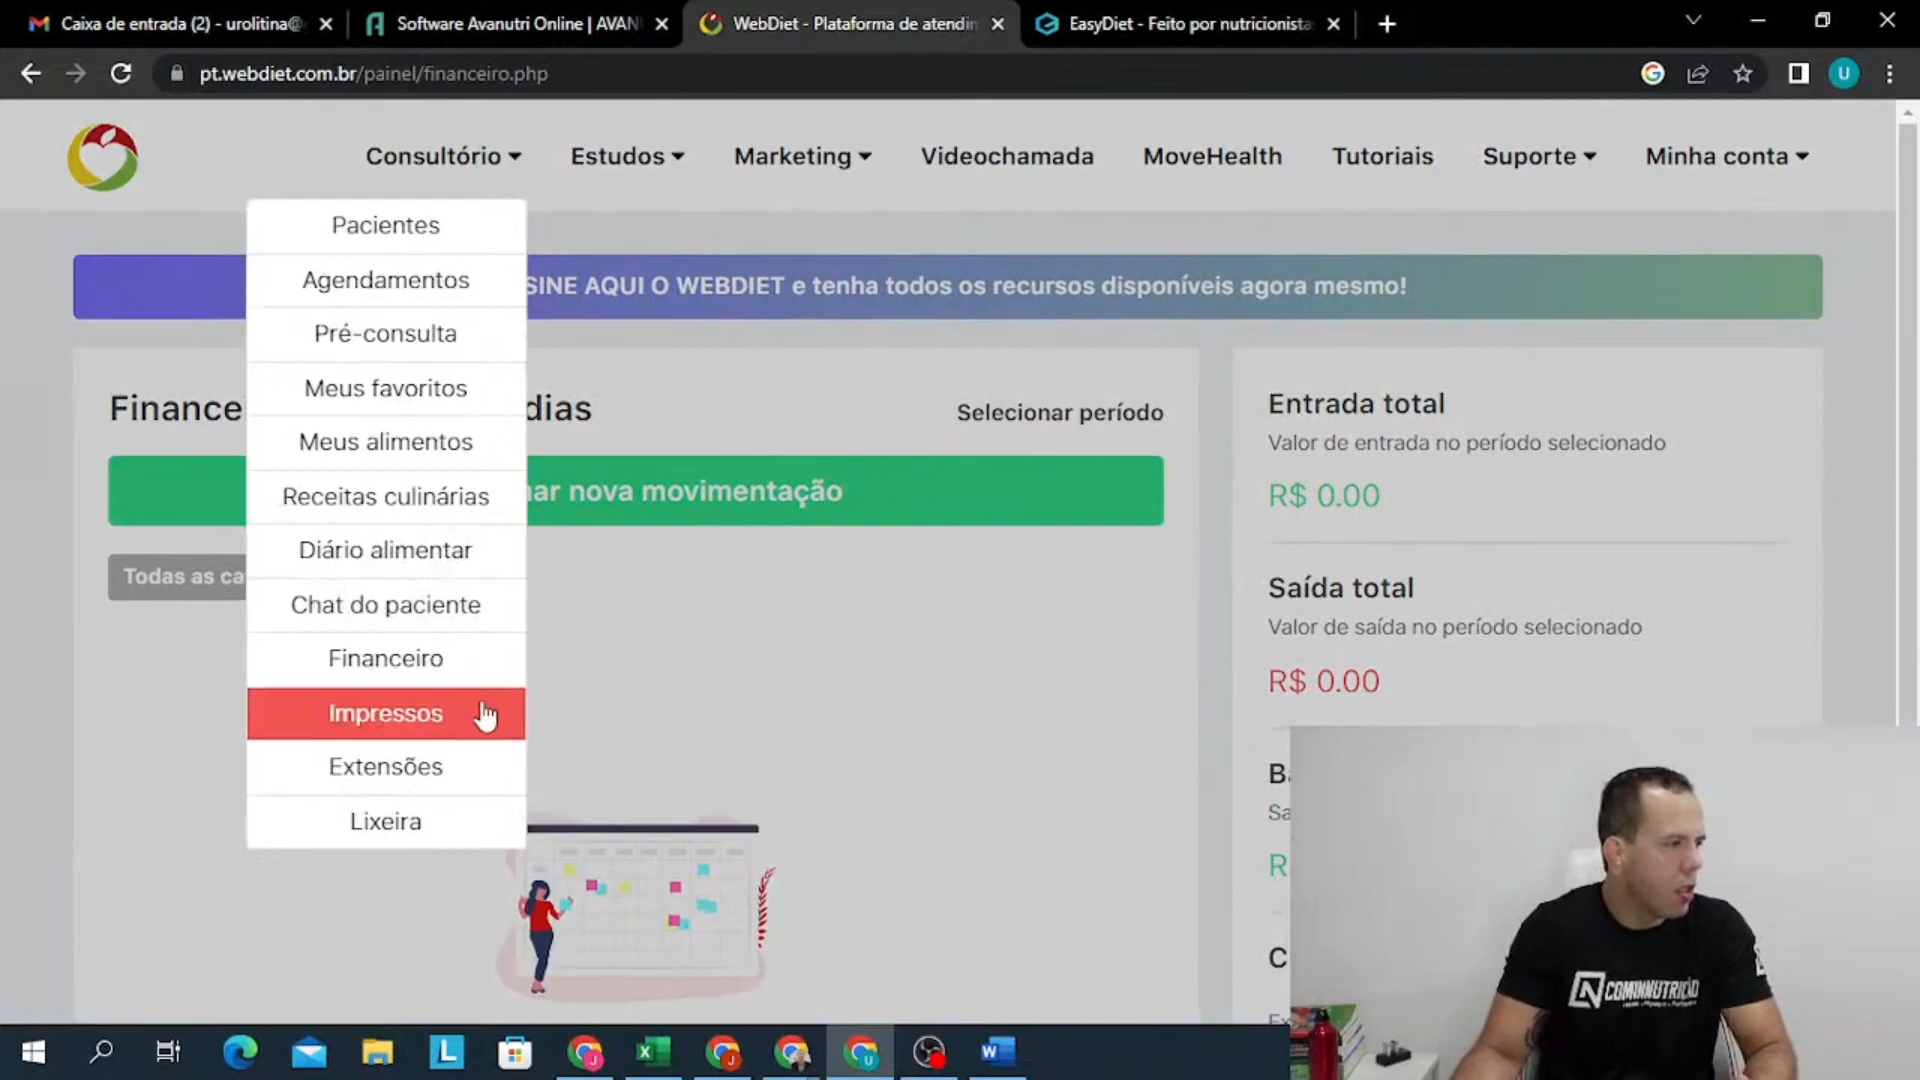 Caixa de entrada (2) - urolitina@
Software Avanutri Online | AVAN
WebDiet - Plataforma de atendin
EasyDiet - Feito por nutricionista
pt.webdiet.com.br/painel/financeiro.php
U
Consultório
Estudos
Marketing
Videochamada
MoveHealth
Tutoriais
Suporte
Minha conta
Pacientes
Agendamentos
Pré-consulta
Meus favoritos
Meus alimentos
Receitas culinárias
Diário alimentar
Chat do paciente
Financeiro
Impressos
Extensões
Lixeira
SINE AQUI O WEBDIET e tenha todos os recursos disponíveis agora mesmo!
Finance dias
Selecionar período
nar nova movimentação
Todas as ca
Entrada total
Valor de entrada no período selecionado
R$ 0.00
Saída total
Valor de saída no período selecionado
R$ 0.00
Ba
Sa
R
C
COMINNUTRIÇÃO